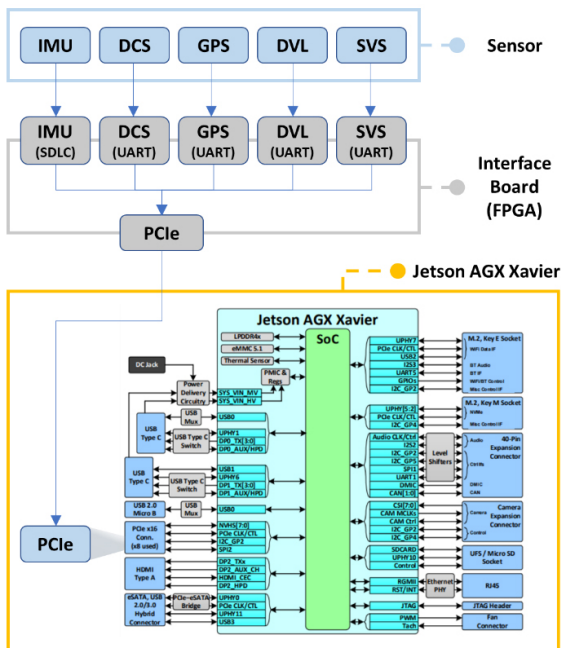 IMU
DCS
GPS
DVL
SVS
Sensor
IMU
(SDLC)
DCS
(UART)
GPS
(UART)
DVL
(UART)
SVS
(UART)
Interface
Board
(FPGA)
PCIe
Jetson AGX Xavier
Jetson AGX Xavier
SoC
LPDDR4x
eMMC 5.1
Thermal Sensor
PMIC &
Regs
DC Jack
Power
Delivery
Circuitry
SYS_VIN_MV
SYS_VIN_HV
USB
Type C
USB
Mux
USB0
USB Type C
Switch
UPHY1
DP0_TX[3:0]
DP0_AUX/HPD
USB
Type C
USB Type C
Switch
USB1
UPHY6
DP1_TX[3:0]
DP1_AUX/HPD
USB 2.0
Micro B
USB
Mux
USB0
PCIe
PCIe x16
Conn.
(x8 used)
NVHS[7:0]
PCIe CLK/CTL
I2C_GP2
SPI2
HDMI
Type A
DP2_TXx
DP2_AUX_CH
HDMI_CEC
DP2_HPD
eSATA, USB
2.0/3.0
Hybrid
Connector
PCIe-eSATA
Bridge
UPHY0
PCIe CLK/CTL
UPHY11
USB3
UPHY7
PCIe CLK/CTL
USB2
I2S3
UART5
GPIOs
I2C_GP2
M.2, Key E Socket
WiFi Data IF
BT Audio
BT IF
WiFi/BT Control
Misc Control IF
UPHY[5:2]
PCIe CLK/CTL
I2C_GP4
M.2, Key M Socket
NVMe
Misc Control IF
Audio CLK/Ctrl
I2S2
I2C_GP2
I2C_GP5
SPI1
UART1
DMIC
CAN[1:0]
Level
Shifters
40-Pin
Expansion
Connector
Audio
Ctrl/IFs
DMIC
CAN
CSI[7:0]
CAM MCLKs
CAM Ctrl
I2C_GP2
I2C_GP4
Camera
Expansion
Connector
Camera
Control
SDCARD
UPHY10
Control
UFS / Micro SD
Socket
RGMII
RST/INT
Ethernet
PHY
RJ45
JTAG
JTAG Header
PWM
Tach
Fan
Connector